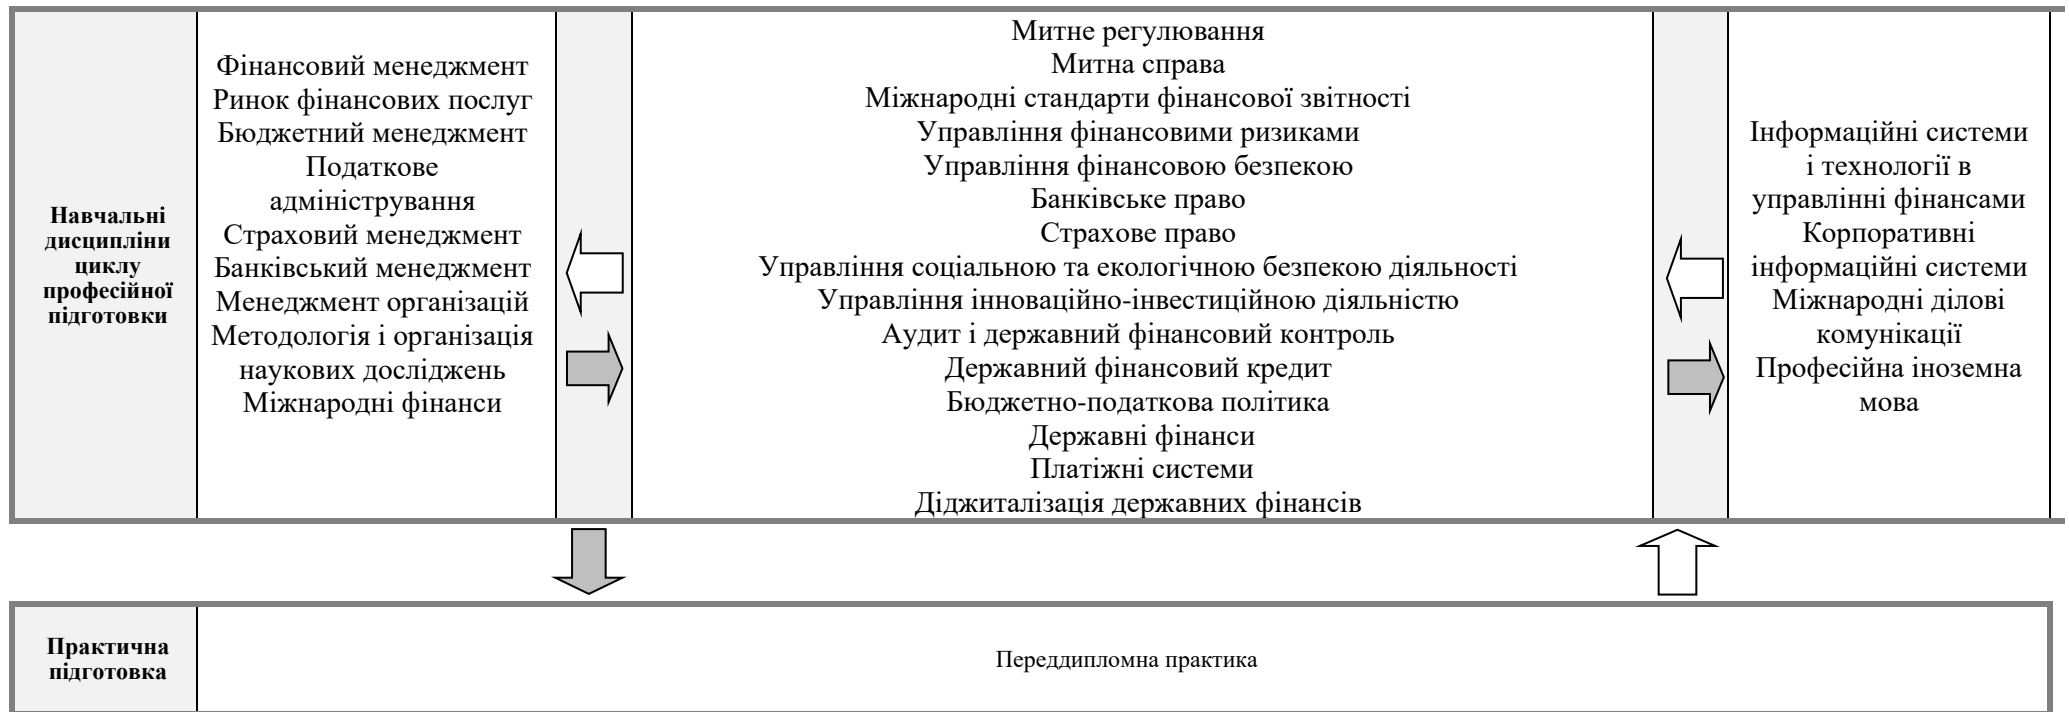 Навчальні
дисципліни
циклу
професійної
підготовки
Фінансовий менеджмент
Ринок фінансових послуг
Бюджетний менеджмент
Податкове
адміністрування
Страховий менеджмент
Банківський менеджмент
Менеджмент організацій
Методологія і організація
наукових досліджень
Міжнародні фінанси
Митне регулювання
Митна справа
Міжнародні стандарти фінансової звітності
Управління фінансовими ризиками
Управління фінансовою безпекою
Банківське право
Страхове право
Управління соціальною та екологічною безпекою діяльності
Управління інноваційно-інвестиційною діяльністю
Аудит і державний фінансовий контроль
Державний фінансовий кредит
Бюджетно-податкова політика
Державні фінанси
Платіжні системи
Діджиталізація державних фінансів
Інформаційні системи
і технології в
управлінні фінансами
Корпоративні
інформаційні системи
Міжнародні ділові
комунікації
Професійна іноземна
мова
Практична
підготовка
Переддипломна практика